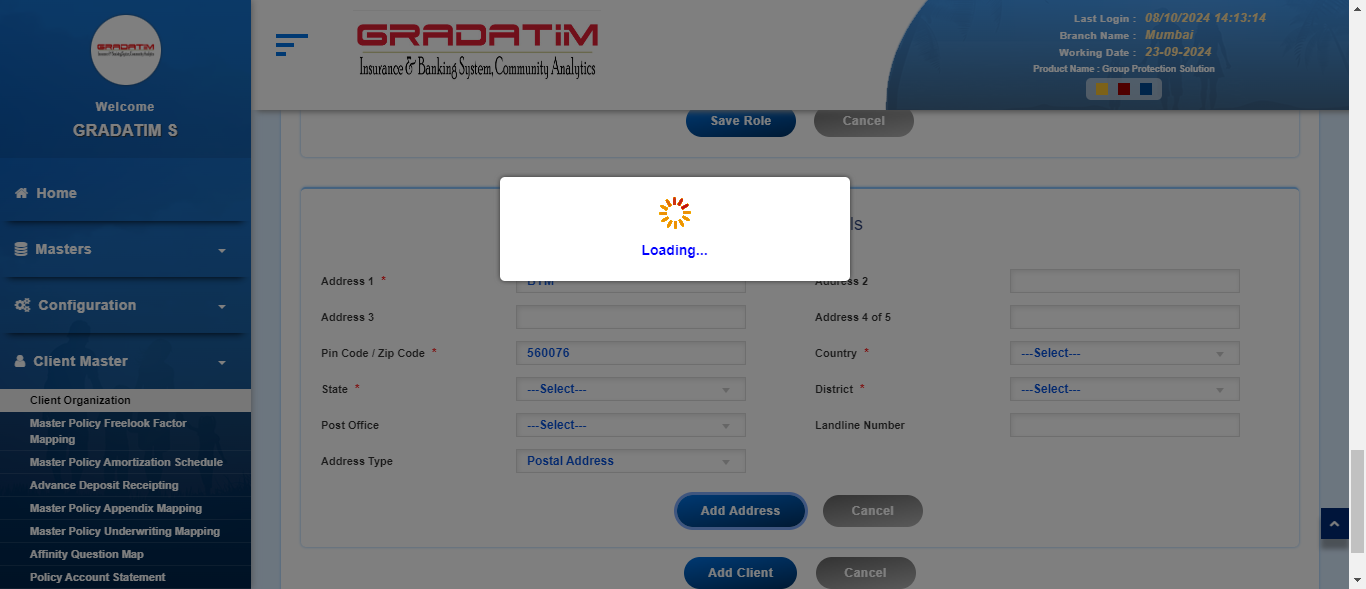 GRADATIM
Insurance & Banking System, Community Analytics
Welcome
GRADATIM S
Home
Masters
Configuration
Client Master
Client Organization
Master Policy Freelook Factor
Mapping
Master Policy Amortization Schedule
Advance Deposit Receipting
Master Policy Appendix Mapping
Master Policy Underwriting Mapping
Affinity Question Map
Policy Account Statement
GRADATIM
Insurance & Banking System, Community Analytics
Last Login : 08/10/2024 14:13:14
Branch Name : Mumbai
Working Date : 23-09-2024
Product Name : Group Protection Solution
Save Role Cancel
ls
Loading...
Address 1 * BTM Address 2
Address 3 Address 4 of 5
Pin Code / Zip Code * 560076 Country * ---Select---
State * ---Select--- District * ---Select---
Post Office ---Select--- Landline Number
Address Type Postal Address
Add Address Cancel
Add Client Cancel